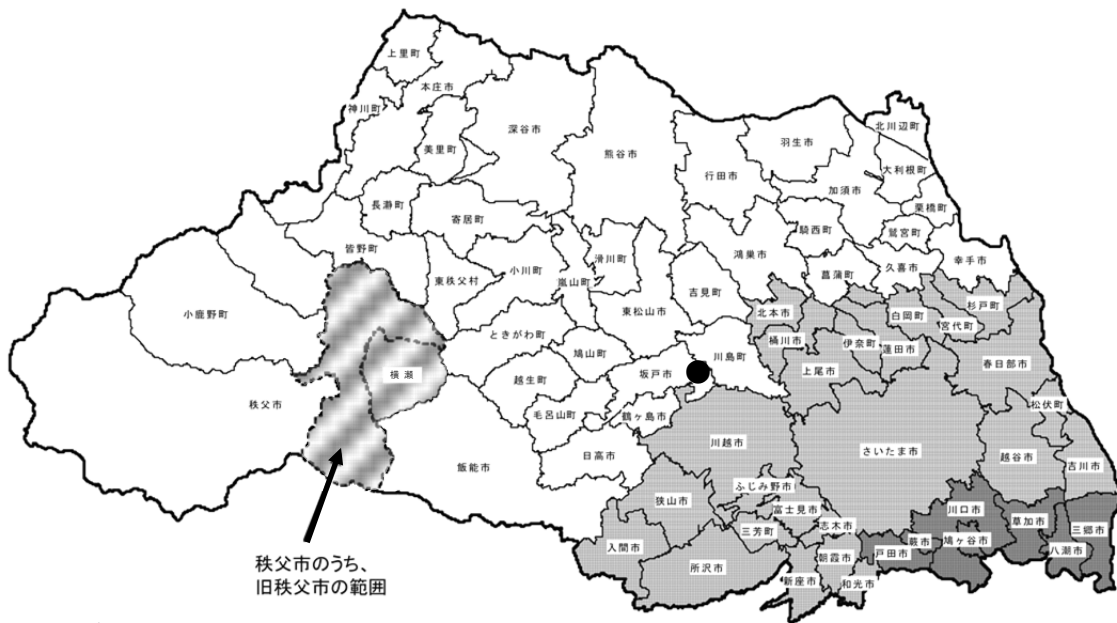 上里町
本庄市
神川町
美里町
深谷市
熊谷市
行田市
羽生市
北川辺町
加須市
大利根町
栗橋町
長瀞町
寄居町
騎西町
鷲宮町
皆野町
東秩父村
小川町
嵐山町
滑川町
鴻巣市
菖蒲町
久喜市
幸手市
吉見町
小鹿野町
ときがわ町
東松山市
北本市
白岡町
杉戸町
宮代町
桶川市
伊奈町
蓮田市
鳩山町
川島町
横瀬
越生町
坂戸市
上尾市
春日部市
秩父市
毛呂山町
鶴ヶ島市
松伏町
日高市
川越市
さいたま市
越谷市
吉川市
飯能市
ふじみ野市
狭山市
富士見市
川口市
三芳町
志木市
草加市
三郷市
入間市
戸田市
蕨市
鳩ヶ谷市
八潮市
所沢市
朝霞市
新座市
和光市
秩父市のうち、
旧秩父市の範囲